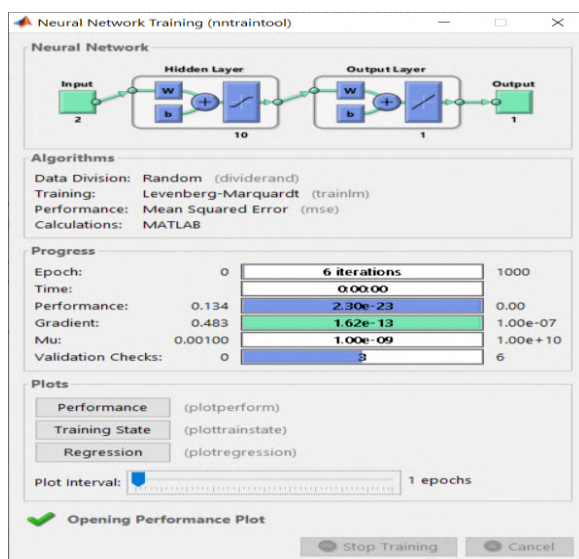 Neural Network Training (nntraintool)
Neural Network
Hidden Layer
Output Layer
Input
W
b
W
b
Output
2
10
1
1
Algorithms
Data Division: Random (dividerand)
Training: Levenberg-Marquardt (trainlm)
Performance: Mean Squared Error (mse)
Calculations: MATLAB
Progress
Epoch: 0 6 iterations 1000
Time: 0:00:00
Performance: 0.134 2.30e-23 0.00
Gradient: 0.483 1.62e-13 1.00e-07
Mu: 0.00100 1.00e-09 1.00e+10
Validation Checks: 0 3 6
Plots
Performance (plotperform)
Training State (plottrainstate)
Regression (plotregression)
Plot Interval: 1 epochs
Opening Performance Plot
Stop Training Cancel